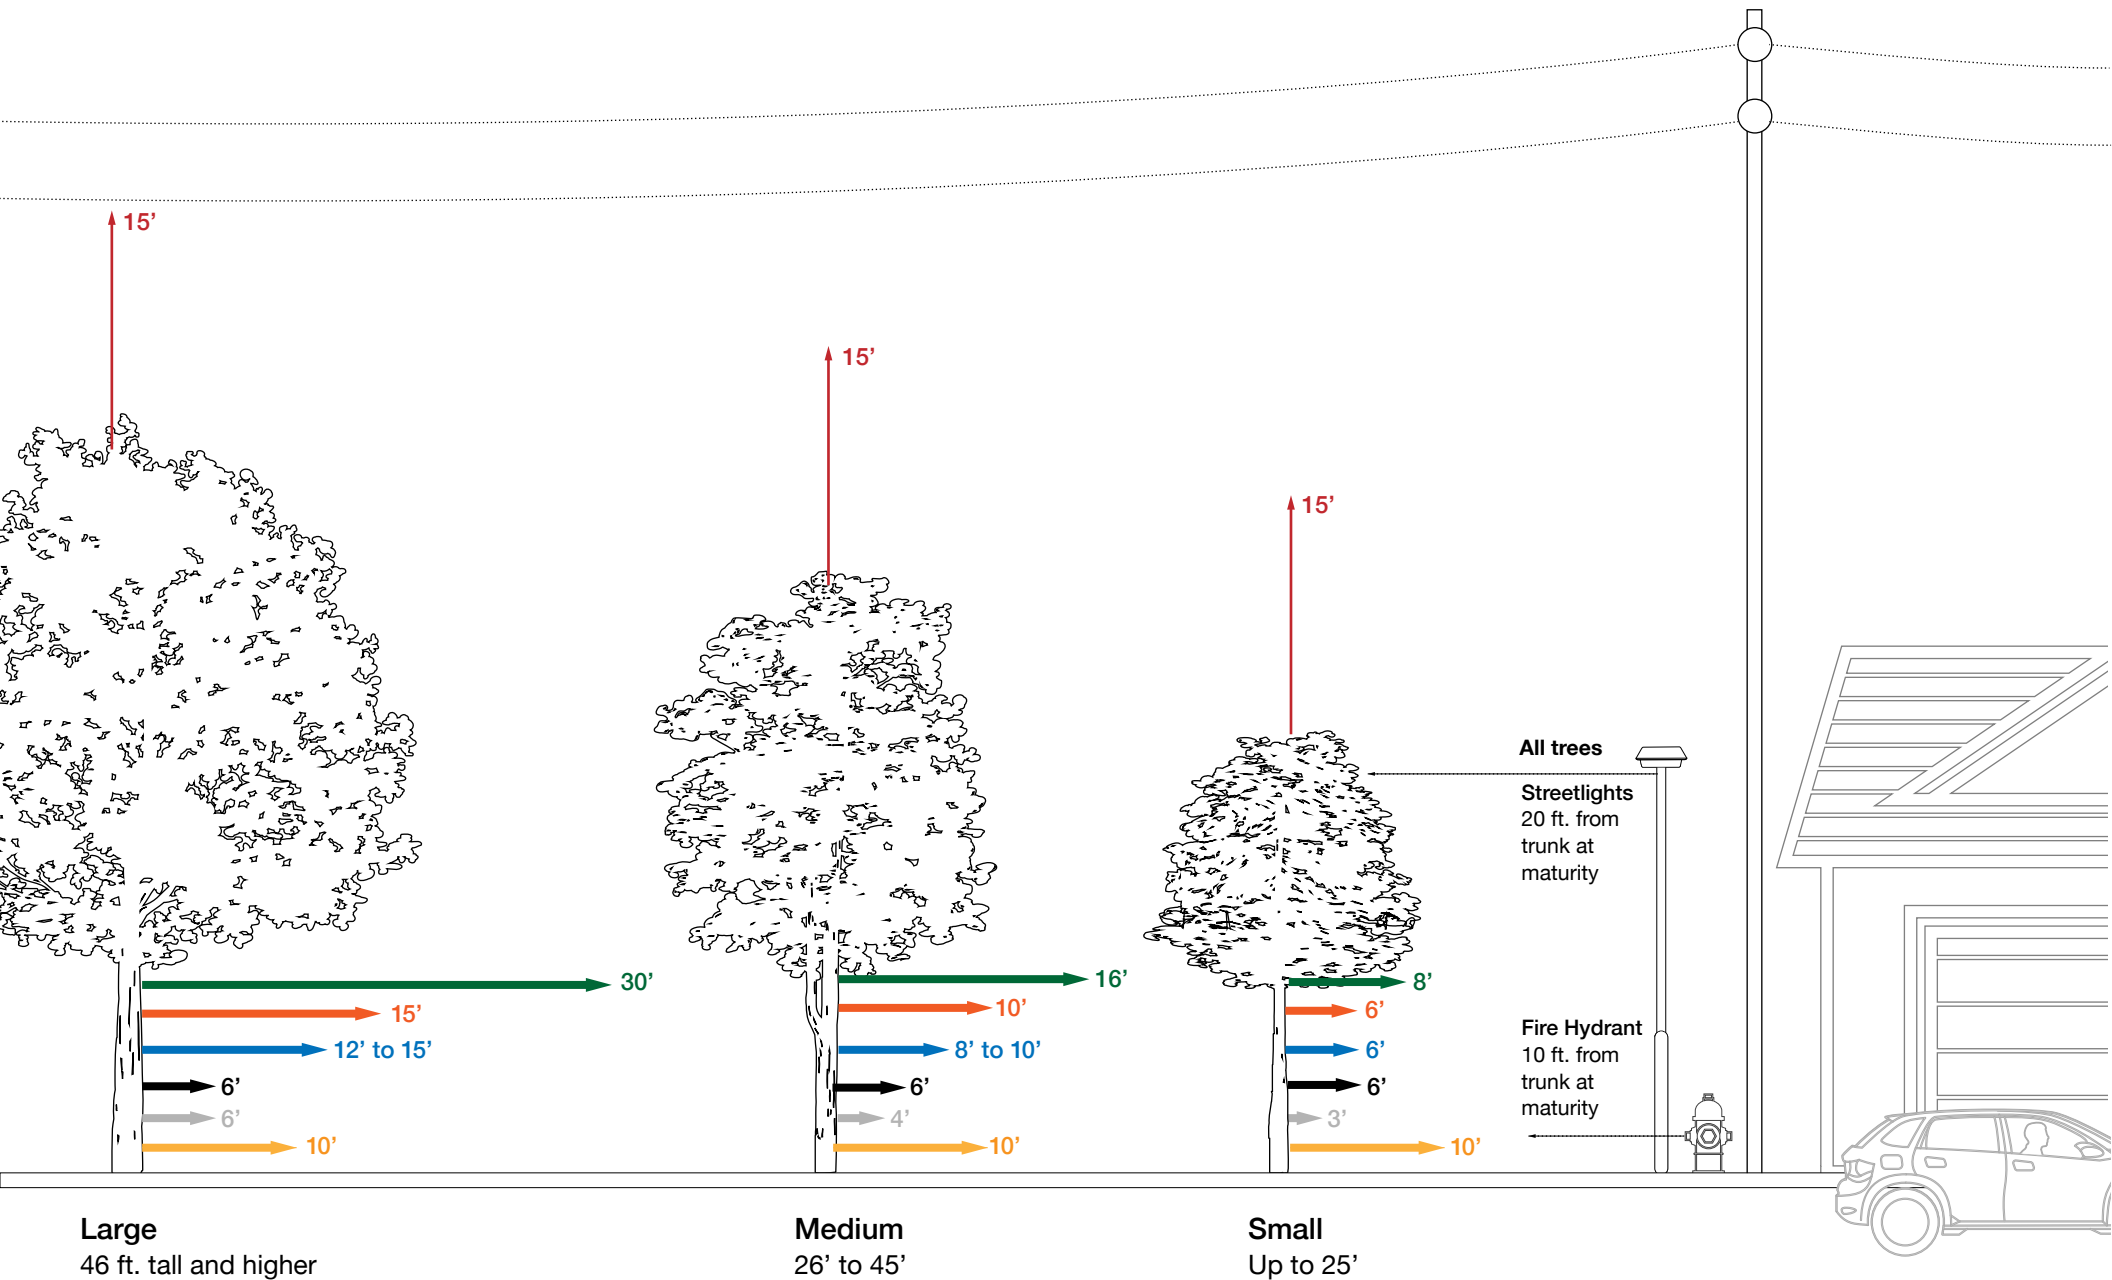 15’
15’
15’
All trees
Streetlights
20 ft. from
trunk at
maturity
30’
15’
12’ to 15’
6’
6’
10’
16’
10’
8’ to 10’
6’
4’
10’
8’
6’
6’
6’
3’
10’
Fire Hydrant
10 ft. from
trunk at
maturity
Large
46 ft. tall and higher
Medium
26’ to 45’
Small
Up to 25’